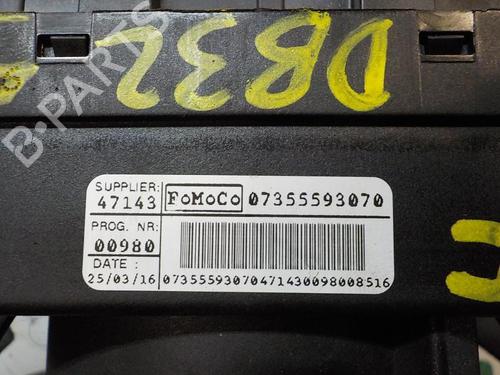 DB32
B-PARTS
SUPPLIER:
47143
FoMoCo 07355593070
PROG. NR:
00980
DATE :
25/03/16
07355593070471430098008516